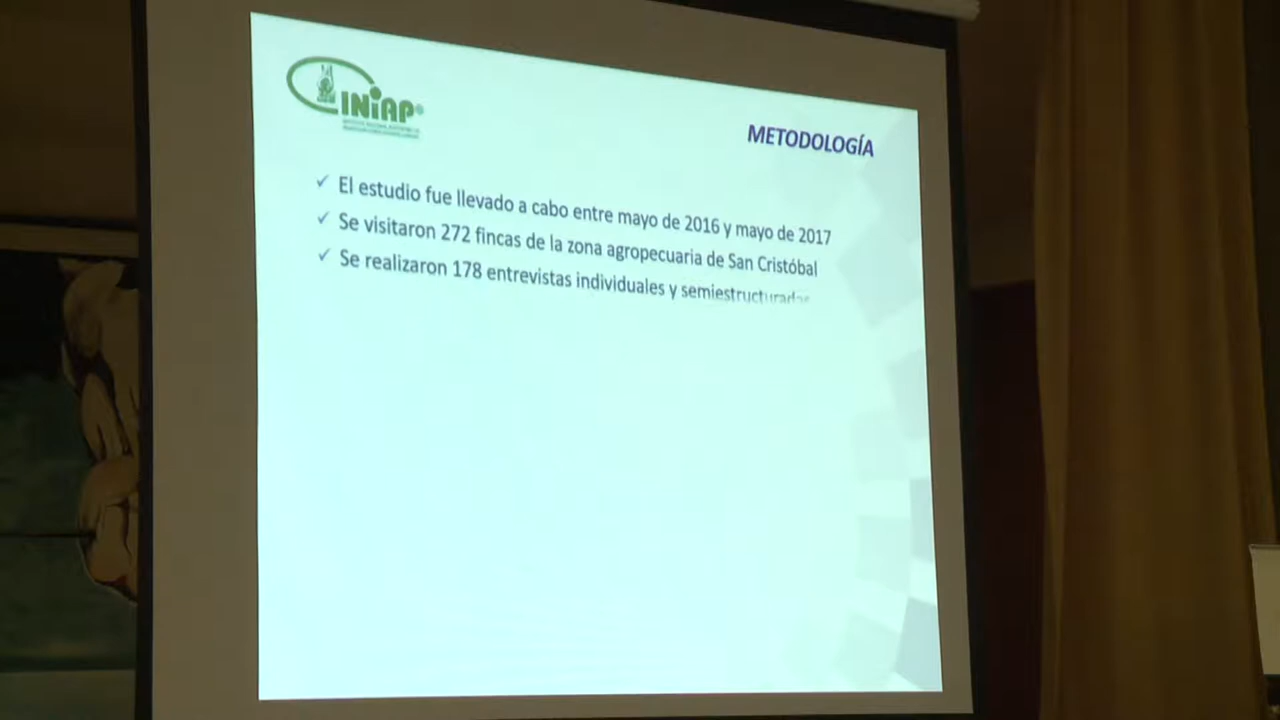 INIAP
METODOLOGÍA
✓ El estudio fue llevado a cabo entre mayo de 2016 y mayo de 2017
✓ Se visitaron 272 fincas de la zona agropecuaria de San Cristóbal
✓ Se realizaron 178 entrevistas individuales y semiestructuradas